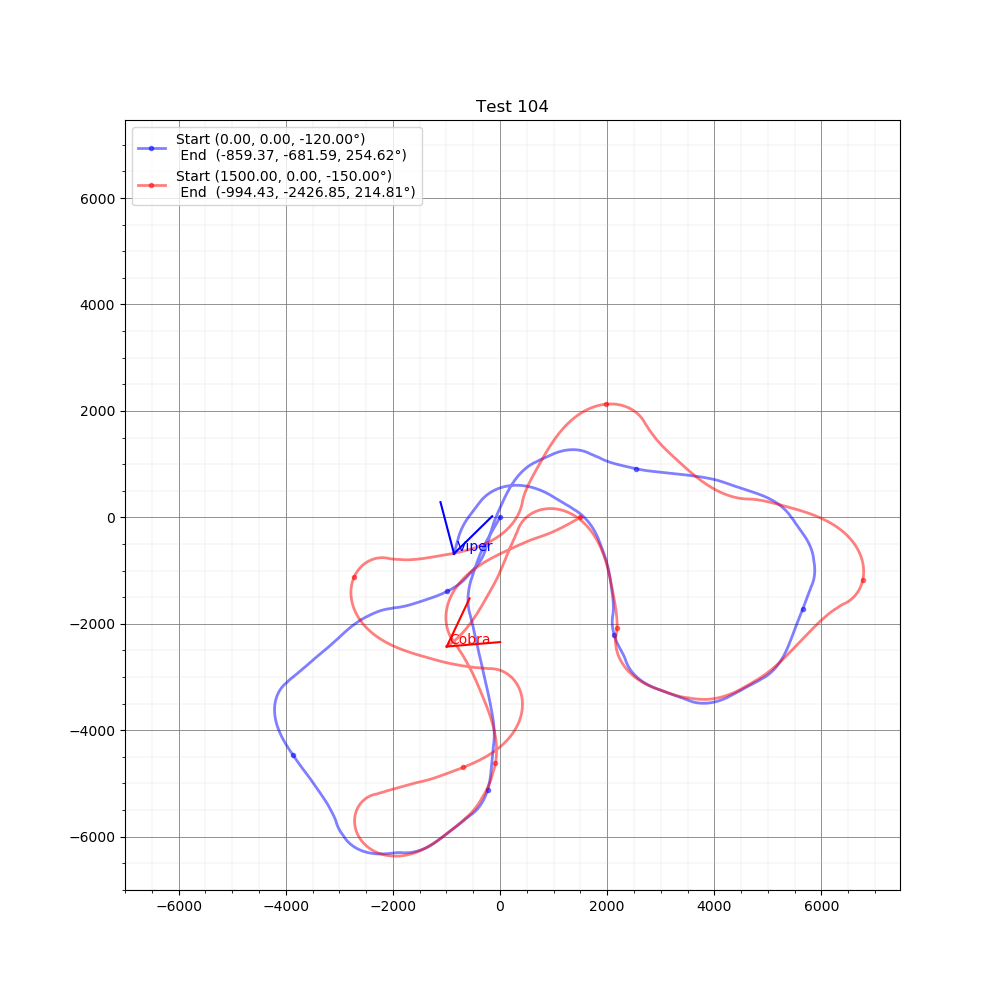 Test 104
Start (0.00, 0.00, -120.00°)
End  (-859.37, -681.59, 254.62°)
Start (1500.00, 0.00, -150.00°)
End  (-994.43, -2426.85, 214.81°)
6000
4000
2000
0
−2000
−4000
−6000
Viper
Cobra
−6000 −4000 −2000 0 2000 4000 6000